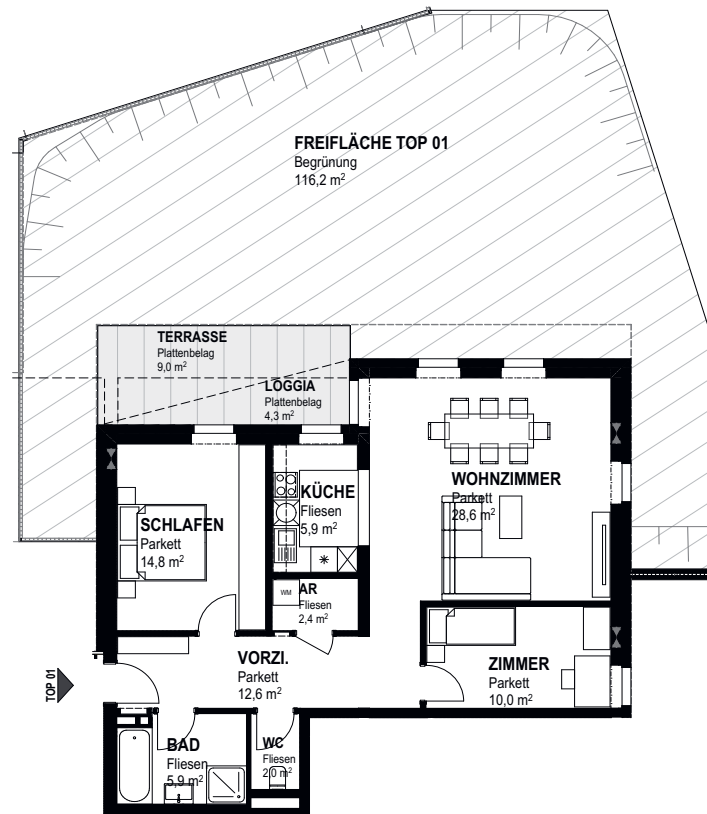 FREIFLÄCHE TOP 01
Begrünung
116,2 m²
TERRASSE
Plattenbelag
9,0 m²
LOGGIA
Plattenbelag
4,3 m²
WOHNZIMMER
Parkett
28,6 m²
KÜCHE
Fliesen
5,9 m²
SCHLAFEN
Parkett
14,8 m²
WM
AR
Fliesen
2,4 m²
VORZI.
Parkett
12,6 m²
ZIMMER
Parkett
10,0 m²
TOP 01
BAD
Fliesen
5,9 m²
WC
Fliesen
2,0 m²